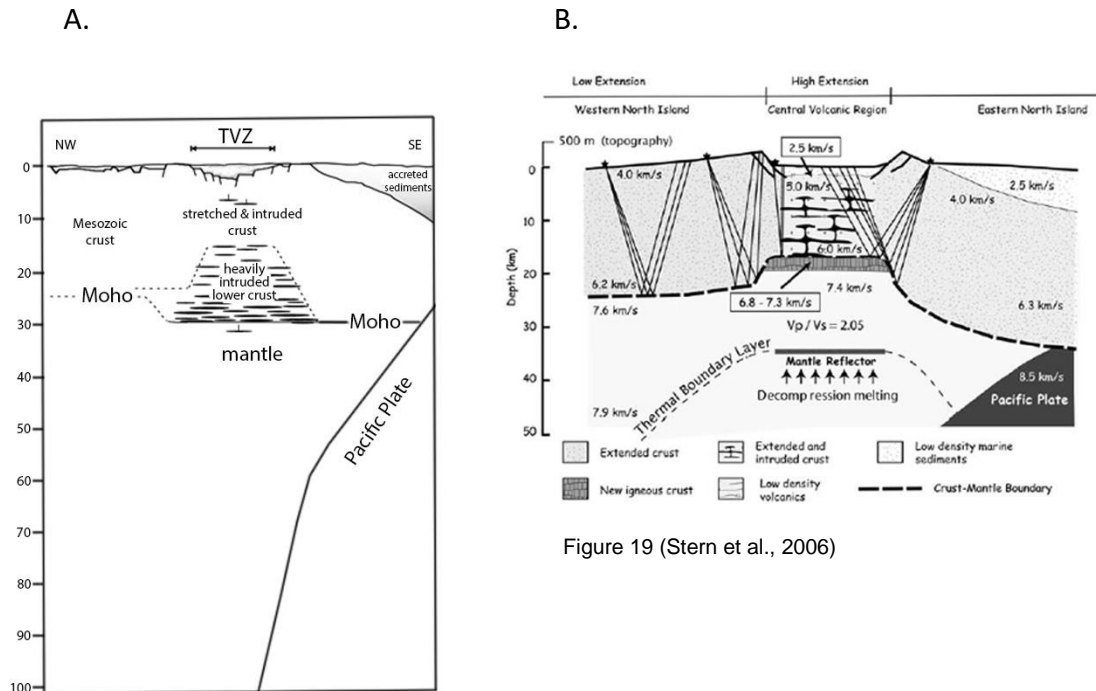 A.
NW
TVZ
SE
0
10
20
30
40
50
60
70
80
90
100
accreted
sediments
stretched & intruded
crust
Mesozoic
crust
heavily
intruded
lower crust
Moho
Moho
mantle
Pacific Plate
B.
Low Extension
High Extension
Western North Island
Central Volcanic Region
Eastern North Island
500 m (topography)
Depth (km)
0
10
20
30
40
50
2.5 km/s
4.0 km/s
5.0 km/s
2.5 km/s
4.0 km/s
6.0 km/s
6.2 km/s
7.6 km/s
6.8 - 7.3 km/s
7.4 km/s
6.3 km/s
Vp / Vs = 2.05
Thermal Boundary Layer
Mantle Reflector
Decomp ression melting
8.5 km/s
Pacific Plate
7.9 km/s
Extended crust
Extended and
intruded crust
Low density marine
sediments
New igneous crust
Low density
volcanics
Crust-Mantle Boundary
Figure 19 (Stern et al., 2006)